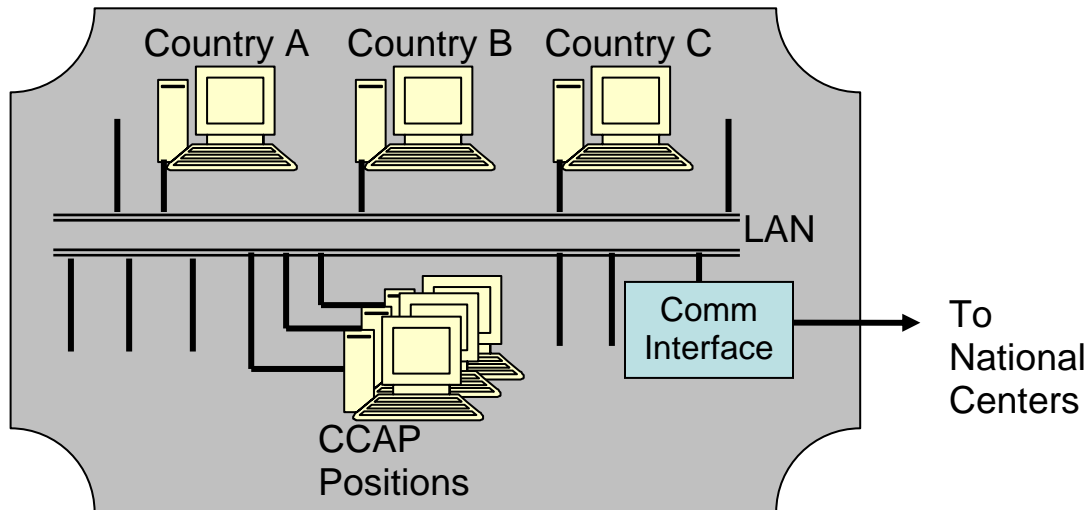 Country A
Country B
Country C
LAN
Comm
Interface
To
National
Centers
CCAP
Positions